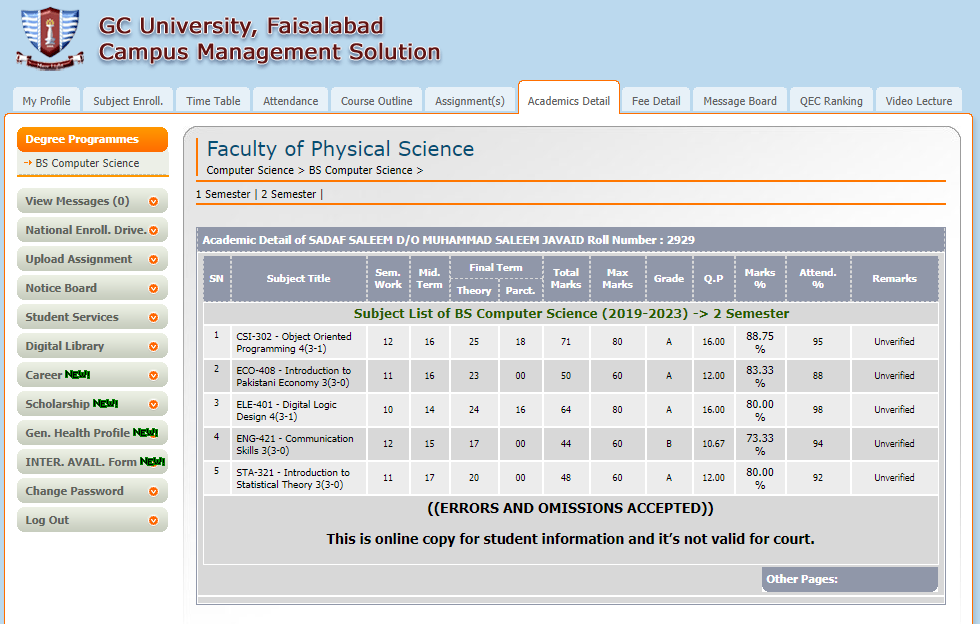 GC University, Faisalabad
Campus Management Solution
My Profile Subject Enroll. Time Table Attendance Course Outline Assignment(s) Academics Detail Fee Detail Message Board QEC Ranking Video Lecture
Degree Programmes
BS Computer Science
View Messages (0)
National Enroll. Drive.
Upload Assignment
Notice Board
Student Services
Digital Library
Career NEW!
Scholarship NEW!
Gen. Health Profile NEW!
INTER. AVAIL. Form NEW!
Change Password
Log Out
Faculty of Physical Science
Computer Science > BS Computer Science >
1 Semester | 2 Semester |
Academic Detail of SADAF SALEEM D/O MUHAMMAD SALEEM JAVAID Roll Number : 2929
SN Subject Title Sem. Work Mid. Term Final Term Theory Parct. Total Marks Max Marks Grade Q.P Marks % Attend. % Remarks
Subject List of BS Computer Science (2019-2023) -> 2 Semester
1 CSI-302 - Object Oriented Programming 4(3-1) 12 16 25 18 71 80 A 16.00 88.75 % 95 Unverified
2 ECO-408 - Introduction to Pakistani Economy 3(3-0) 11 16 23 00 50 60 A 12.00 83.33 % 88 Unverified
3 ELE-401 - Digital Logic Design 4(3-1) 10 14 24 16 64 80 A 16.00 80.00 % 98 Unverified
4 ENG-421 - Communication Skills 3(3-0) 12 15 17 00 44 60 B 10.67 73.33 % 94 Unverified
5 STA-321 - Introduction to Statistical Theory 3(3-0) 11 17 20 00 48 60 A 12.00 80.00 % 92 Unverified
((ERRORS AND OMISSIONS ACCEPTED))
This is online copy for student information and it's not valid for court.
Other Pages: